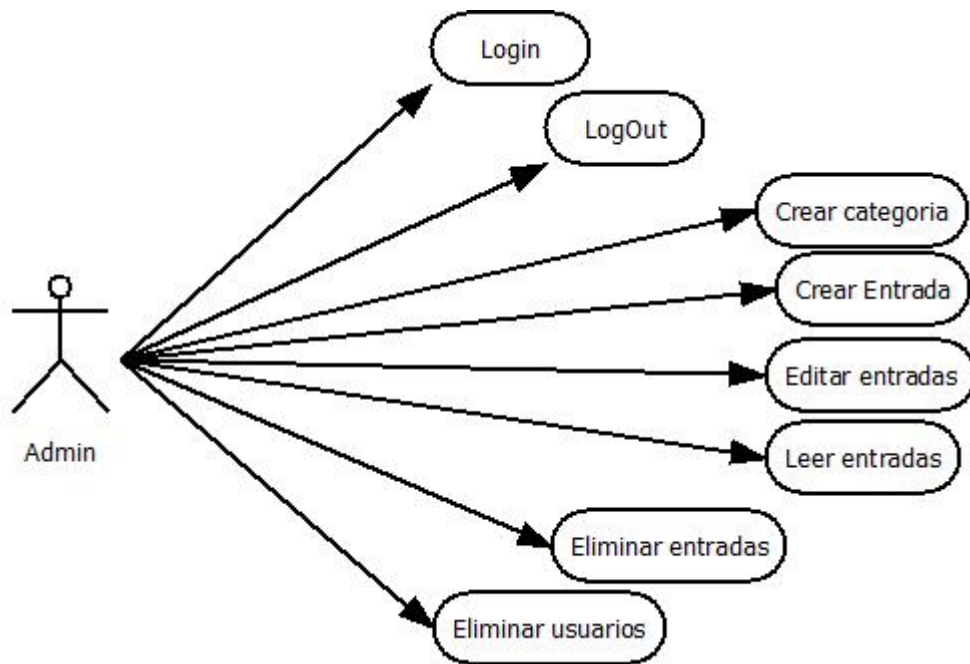 Login
LogOut
Crear categoria
Crear Entrada
Editar entradas
Admin
Leer entradas
Eliminar entradas
Eliminar usuarios